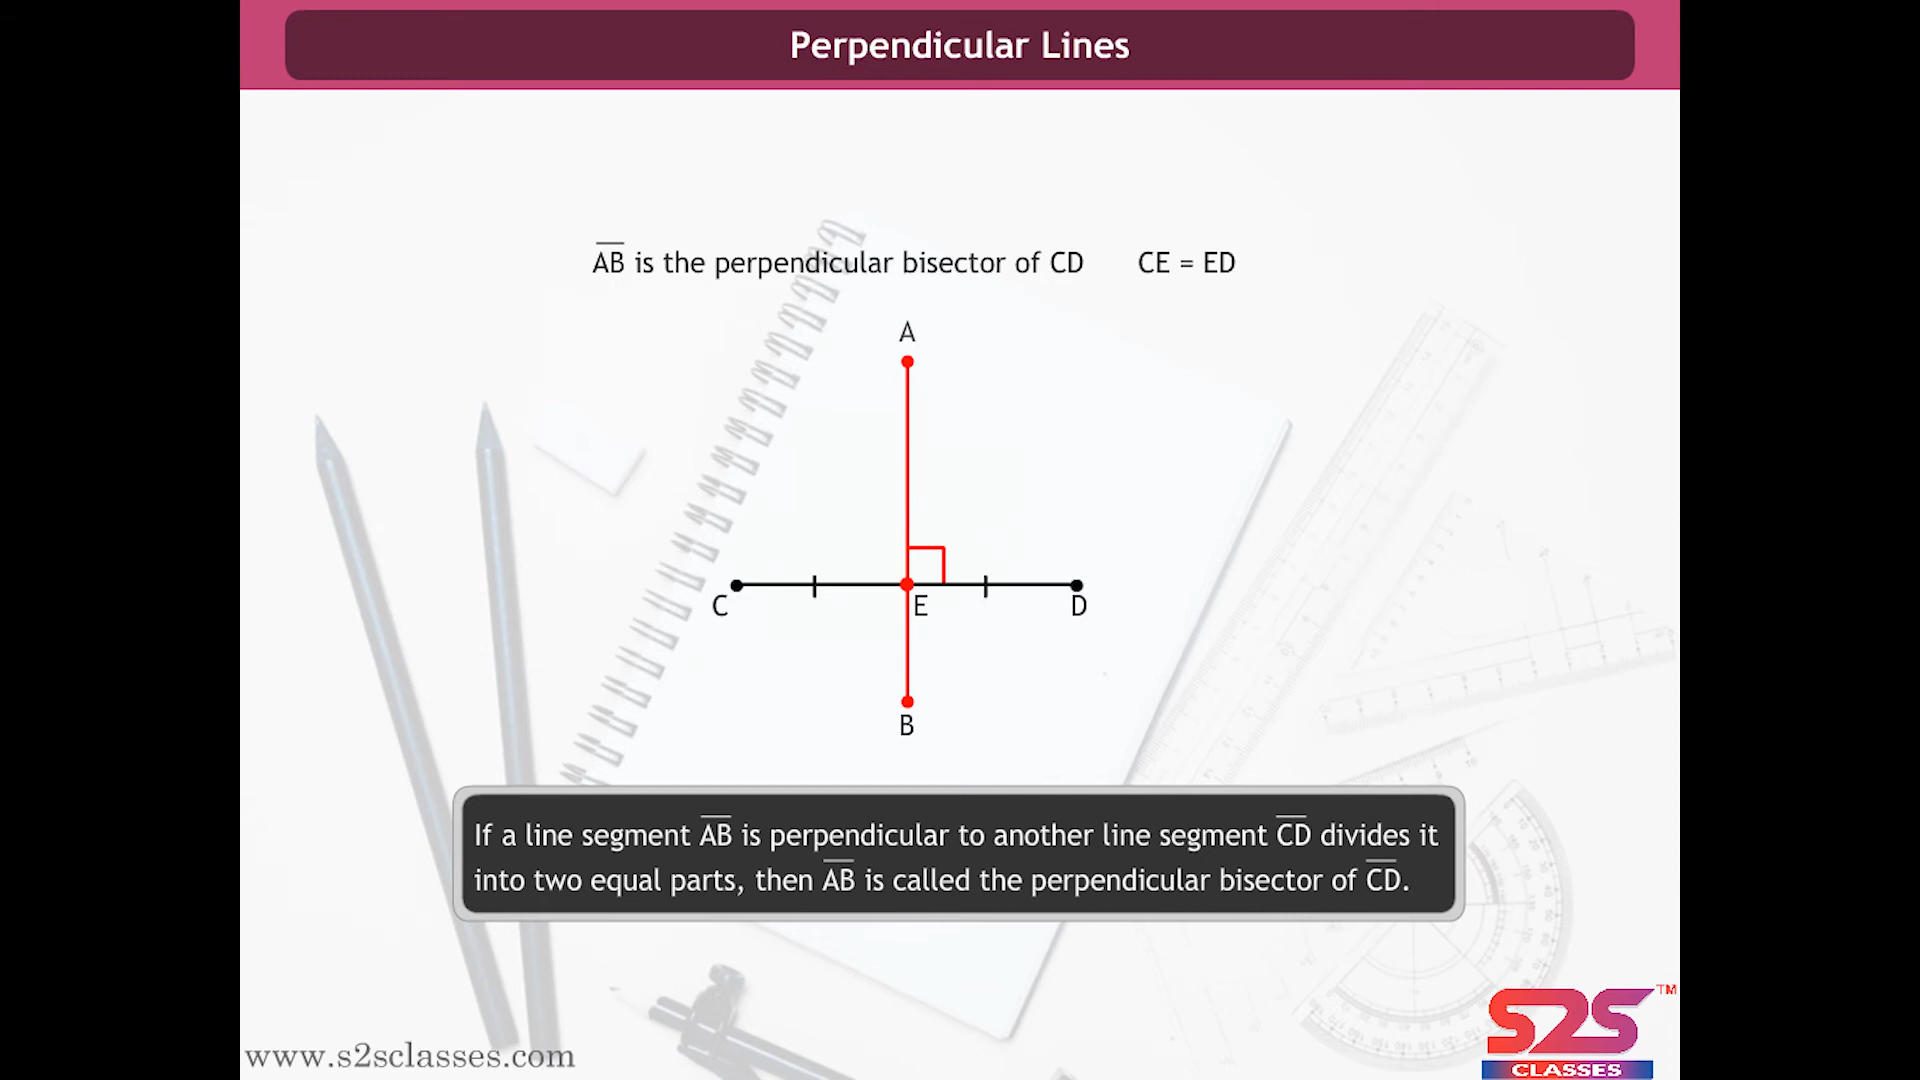 Perpendicular Lines
AB is the perpendicular bisector of CD CE = ED
A
C E D
B
If a line segment AB is perpendicular to another line segment CD divides it
into two equal parts, then AB is called the perpendicular bisector of CD.
www.s2sclasses.com
S2S TM
CLASSES